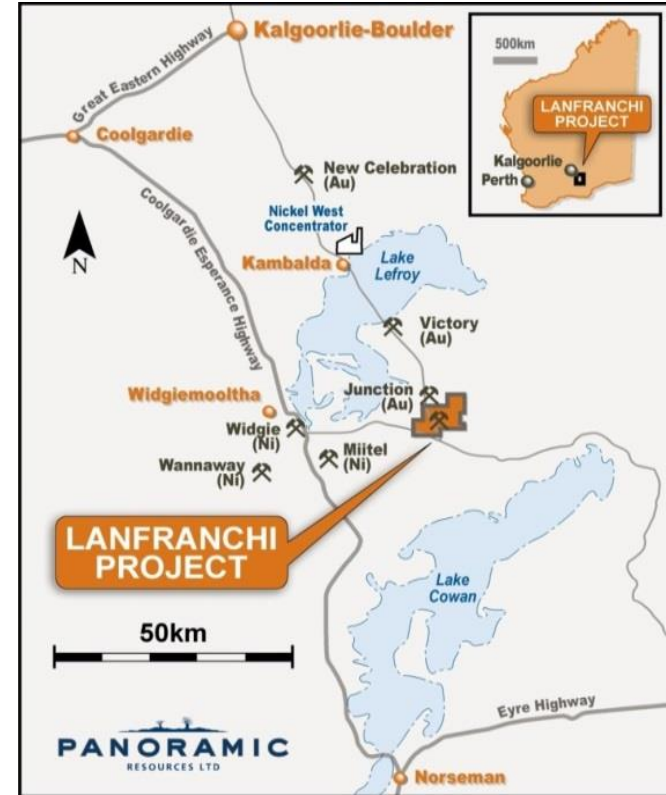 Kalgoorlie-Boulder
Great Eastern Highway
Coolgardie
500km
LANFRANCHI
PROJECT
Kalgoorlie
Perth
New Celebration
(Au)
Nickel West
Concentrator
Coolgardie Esperance Highway
N
Lake
Lefroy
Kambalda
Victory
(Au)
Junction
(Au)
Widgiemooltha
Widgie
(Ni)
Miitel
(Ni)
Wannaway
(Ni)
LANFRANCHI
PROJECT
Lake
Cowan
50km
Eyre Highway
PANORAMIC
RESOURCES LTD
Norseman